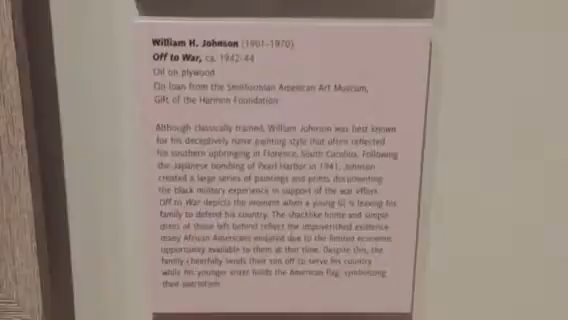 William H. Johnson (1901–1970)
Off to War, ca. 1942–44
Oil on plywood
On loan from the Smithsonian American Art Museum,
Gift of the Harmon Foundation
Although classically trained, William Johnson was best known
for his deceptively naive painting style that often reflected
his southern upbringing in Florence, South Carolina. Following
the Japanese bombing of Pearl Harbor in 1941, Johnson
created a large series of paintings and prints documenting
the black military experience in support of the war effort.
Off to War depicts the moment when a young GI is leaving his
family to defend his country. The shacklike home and simple
dress of those left behind reflect the impoverished existence
many African Americans endured due to the limited economic
opportunity available to them at that time. Despite this, the
family cheerfully sends their son off to serve his country
while his younger sister holds the American flag, symbolizing
their patriotism.